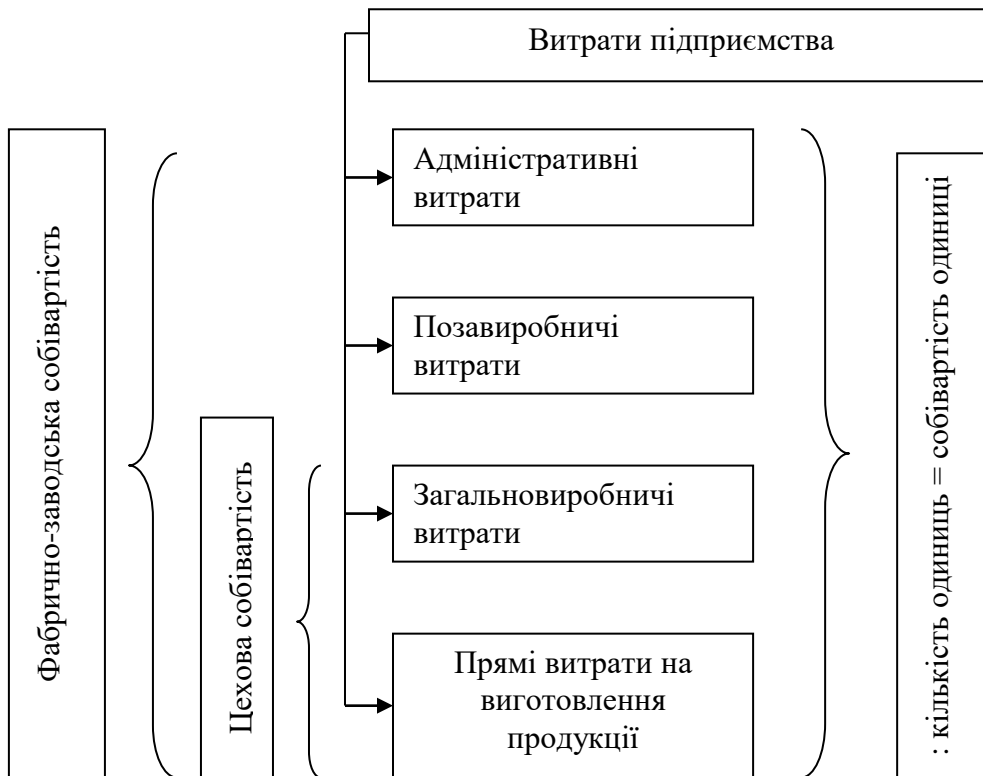 Витрати підприємства
Адміністративні
витрати
Позавиробничі
витрати
Загальновиробничі
витрати
Прямі витрати на
виготовлення
продукції
Фабрично-заводська собівартість
Цехова собівартість
: кількість одиниць = собівартість одиниці